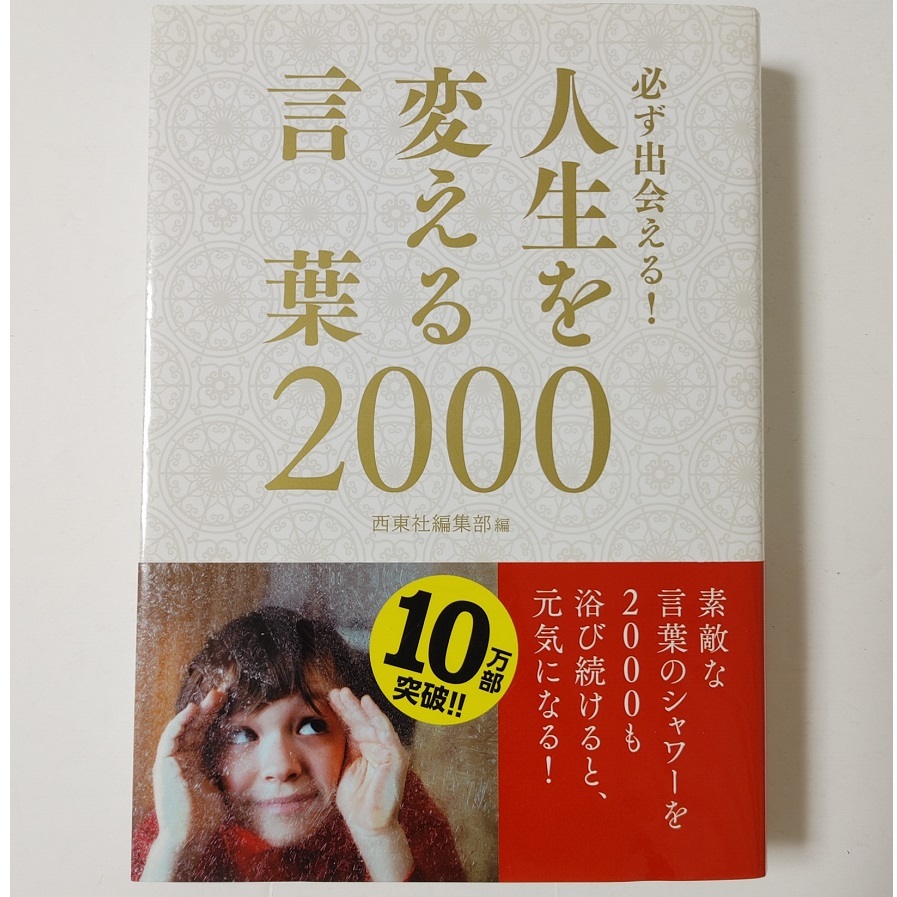 必ず出会える！
人生を
変える
言葉
2000
西東社編集部 編
10万部
突破!!
素敵な
言葉のシャワーを
2000も
浴び続けると、
元気になる！